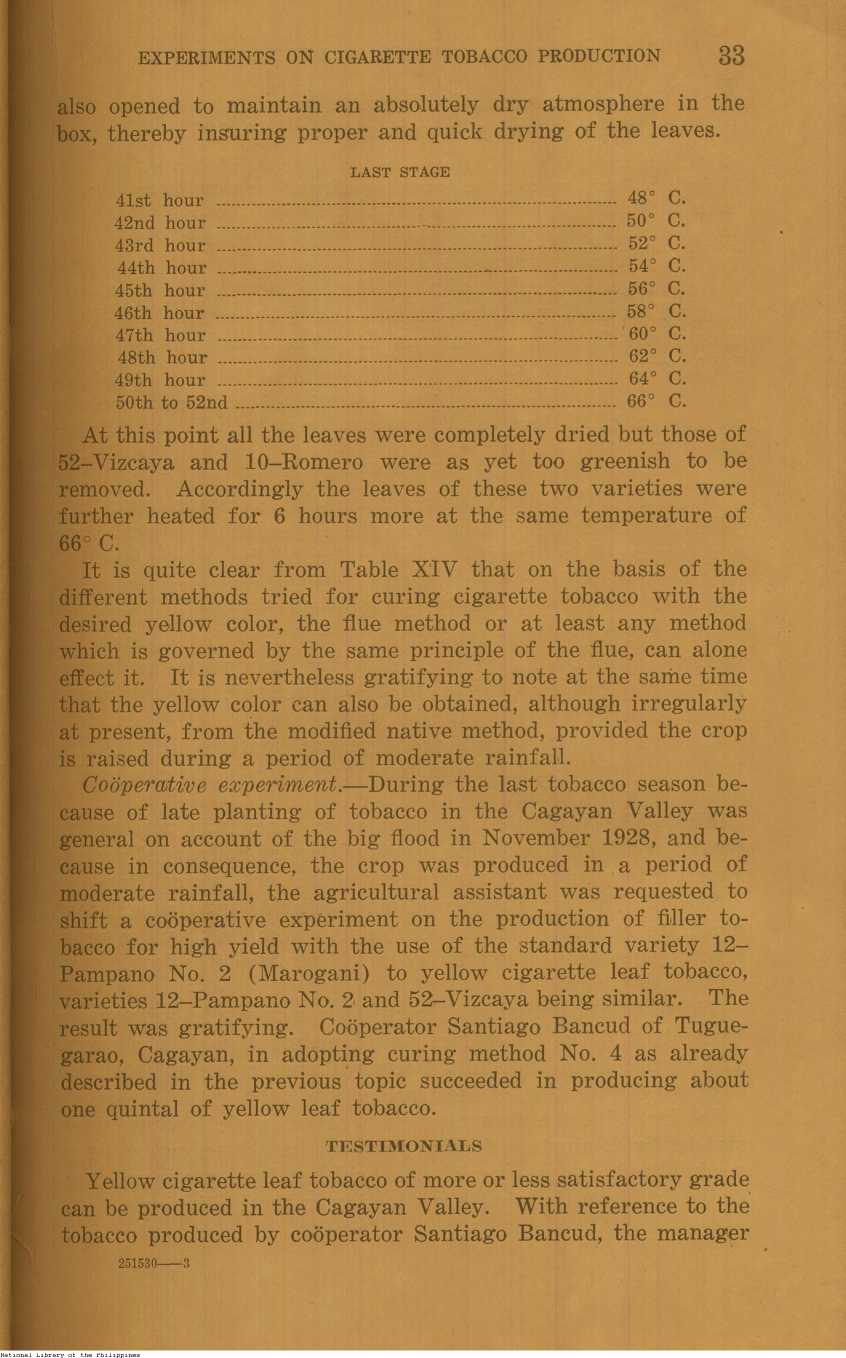 EXPERIMENTS ON CIGARETTE TOBACCO PRODUCTION 33
also opened to maintain an absolutely dry atmosphere in the
box, thereby insuring proper and quick drying of the leaves.
LAST STAGE
41st hour ........ 48° C.
42nd hour ........ 50° C.
43rd hour ........ 52° C.
44th hour ........ 54° C.
45th hour ........ 56° C.
46th hour ........ 58° C.
47th hour ........ 60° C.
48th hour ........ 62° C.
49th hour ........ 64° C.
50th to 52nd ........ 66° C.
At this point all the leaves were completely dried but those of
52–Vizcaya and 10–Romero were as yet too greenish to be
removed. Accordingly the leaves of these two varieties were
further heated for 6 hours more at the same temperature of
66° C.
It is quite clear from Table XIV that on the basis of the
different methods tried for curing cigarette tobacco with the
desired yellow color, the flue method or at least any method
which is governed by the same principle of the flue, can alone
effect it. It is nevertheless gratifying to note at the same time
that the yellow color can also be obtained, although irregularly
at present, from the modified native method, provided the crop
is raised during a period of moderate rainfall.
Coöperative experiment.—During the last tobacco season be-
cause of late planting of tobacco in the Cagayan Valley was
general on account of the big flood in November 1928, and be-
cause in consequence, the crop was produced in a period of
moderate rainfall, the agricultural assistant was requested to
shift a coöperative experiment on the production of filler to-
bacco for high yield with the use of the standard variety 12–
Pampano No. 2 (Marogani) to yellow cigarette leaf tobacco,
varieties 12–Pampano No. 2 and 52–Vizcaya being similar. The
result was gratifying. Coöperator Santiago Bancud of Tugue-
garao, Cagayan, in adopting curing method No. 4 as already
described in the previous topic succeeded in producing about
one quintal of yellow leaf tobacco.
TESTIMONIALS
Yellow cigarette leaf tobacco of more or less satisfactory grade
can be produced in the Cagayan Valley. With reference to the
tobacco produced by coöperator Santiago Bancud, the manager
251530——3
National Library of the Philippines